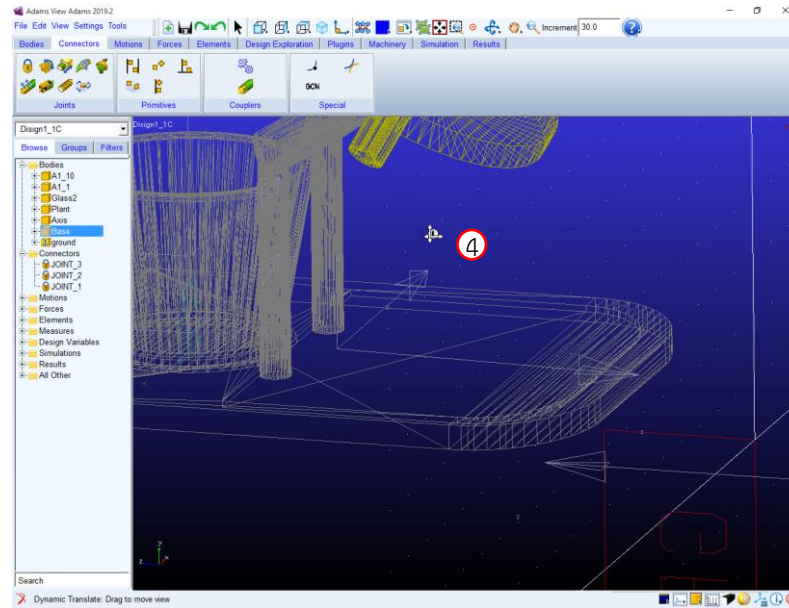 Adams View Adams 2019.2
File Edit View Settings Tools
Increment 30.0
Bodies Connectors Motions Forces Elements Design Exploration Plugins Machinery Simulation Results
GCN
Joints Primitives Couplers Special
.Disign1_1C
Disign1_1C
Browse Groups Filters
Bodies
A1_10
A1_1
Glass2
Plant
Axis
Base
ground
Connectors
JOINT_3
JOINT_2
JOINT_1
Motions
Forces
Elements
Measures
Design Variables
Simulations
Results
All Other
4
z
z
y
z x
Search
Dynamic Translate: Drag to move view